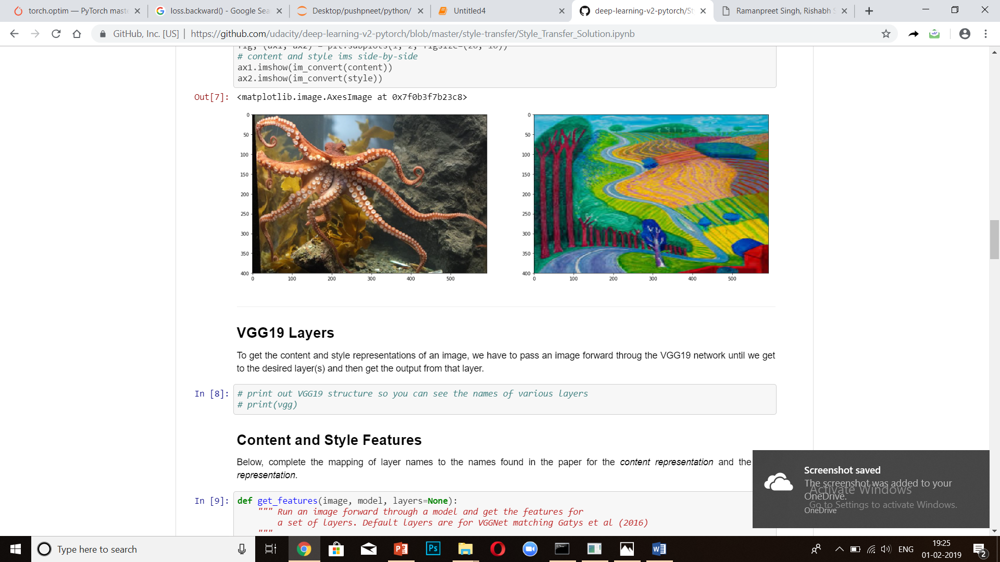 torch.optim — PyTorch maste
loss.backward() - Google Sea
Desktop/pushpneet/python/
Untitled4
deep-learning-v2-pytorch/St
Ramanpreet Singh, Rishabh S
GitHub, Inc. [US] | https://github.com/udacity/deep-learning-v2-pytorch/blob/master/style-transfer/Style_Transfer_Solution.ipynb
fig, (ax1, ax2) = plt.subplots(1, 2, figsize=(20, 10))
# content and style ims side-by-side
ax1.imshow(im_convert(content))
ax2.imshow(im_convert(style))
Out[7]: <matplotlib.image.AxesImage at 0x7f0b3f7b23c8>
0
50
100
150
200
250
300
350
400
0 100 200 300 400 500
0
50
100
150
200
250
300
350
400
0 100 200 300 400 500
VGG19 Layers
To get the content and style representations of an image, we have to pass an image forward throug the VGG19 network until we get
to the desired layer(s) and then get the output from that layer.
In [8]: # print out VGG19 structure so you can see the names of various layers
# print(vgg)
Content and Style Features
Below, complete the mapping of layer names to the names found in the paper for the content representation and the
representation.
In [9]: def get_features(image, model, layers=None):
""" Run an image forward through a model and get the features for
a set of layers. Default layers are for VGGNet matching Gatys et al (2016)
"""
Screenshot saved
The screenshot was added to your
OneDrive.
OneDrive
Activate Windows
Go to Settings to activate Windows.
Type here to search
P
Ps
W
ENG
19:25
01-02-2019
2